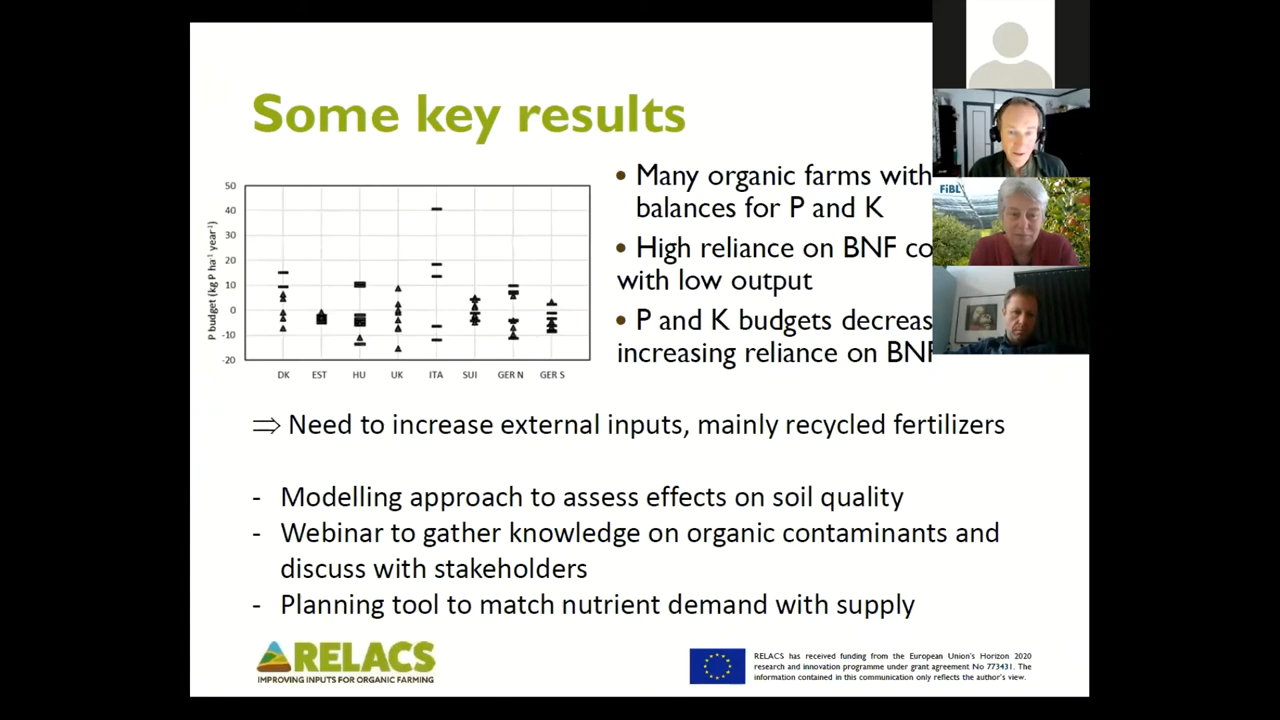 Some key results
50
40
30
20
10
0
-10
-20
P budget (kg P ha⁻¹ year⁻¹)
DK EST HU UK ITA SUI GER N GER S
• Many organic farms with
balances for P and K
• High reliance on BNF co
with low output
• P and K budgets decreas
increasing reliance on BNF
FiBL
⇒ Need to increase external inputs, mainly recycled fertilizers
- Modelling approach to assess effects on soil quality
- Webinar to gather knowledge on organic contaminants and
discuss with stakeholders
- Planning tool to match nutrient demand with supply
RELACS
IMPROVING INPUTS FOR ORGANIC FARMING
RELACS has received funding from the European Union's Horizon 2020
research and innovation programme under grant agreement No 773431. The
information contained in this communication only reflects the author's view.